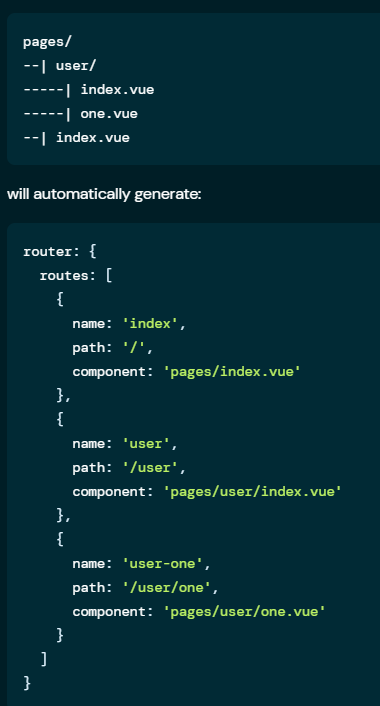 pages/
--| user/
-----| index.vue
-----| one.vue
--| index.vue
will automatically generate:
router: {
  routes: [
    {
      name: 'index',
      path: '/',
      component: 'pages/index.vue'
    },
    {
      name: 'user',
      path: '/user',
      component: 'pages/user/index.vue'
    },
    {
      name: 'user-one',
      path: '/user/one',
      component: 'pages/user/one.vue'
    }
  ]
}